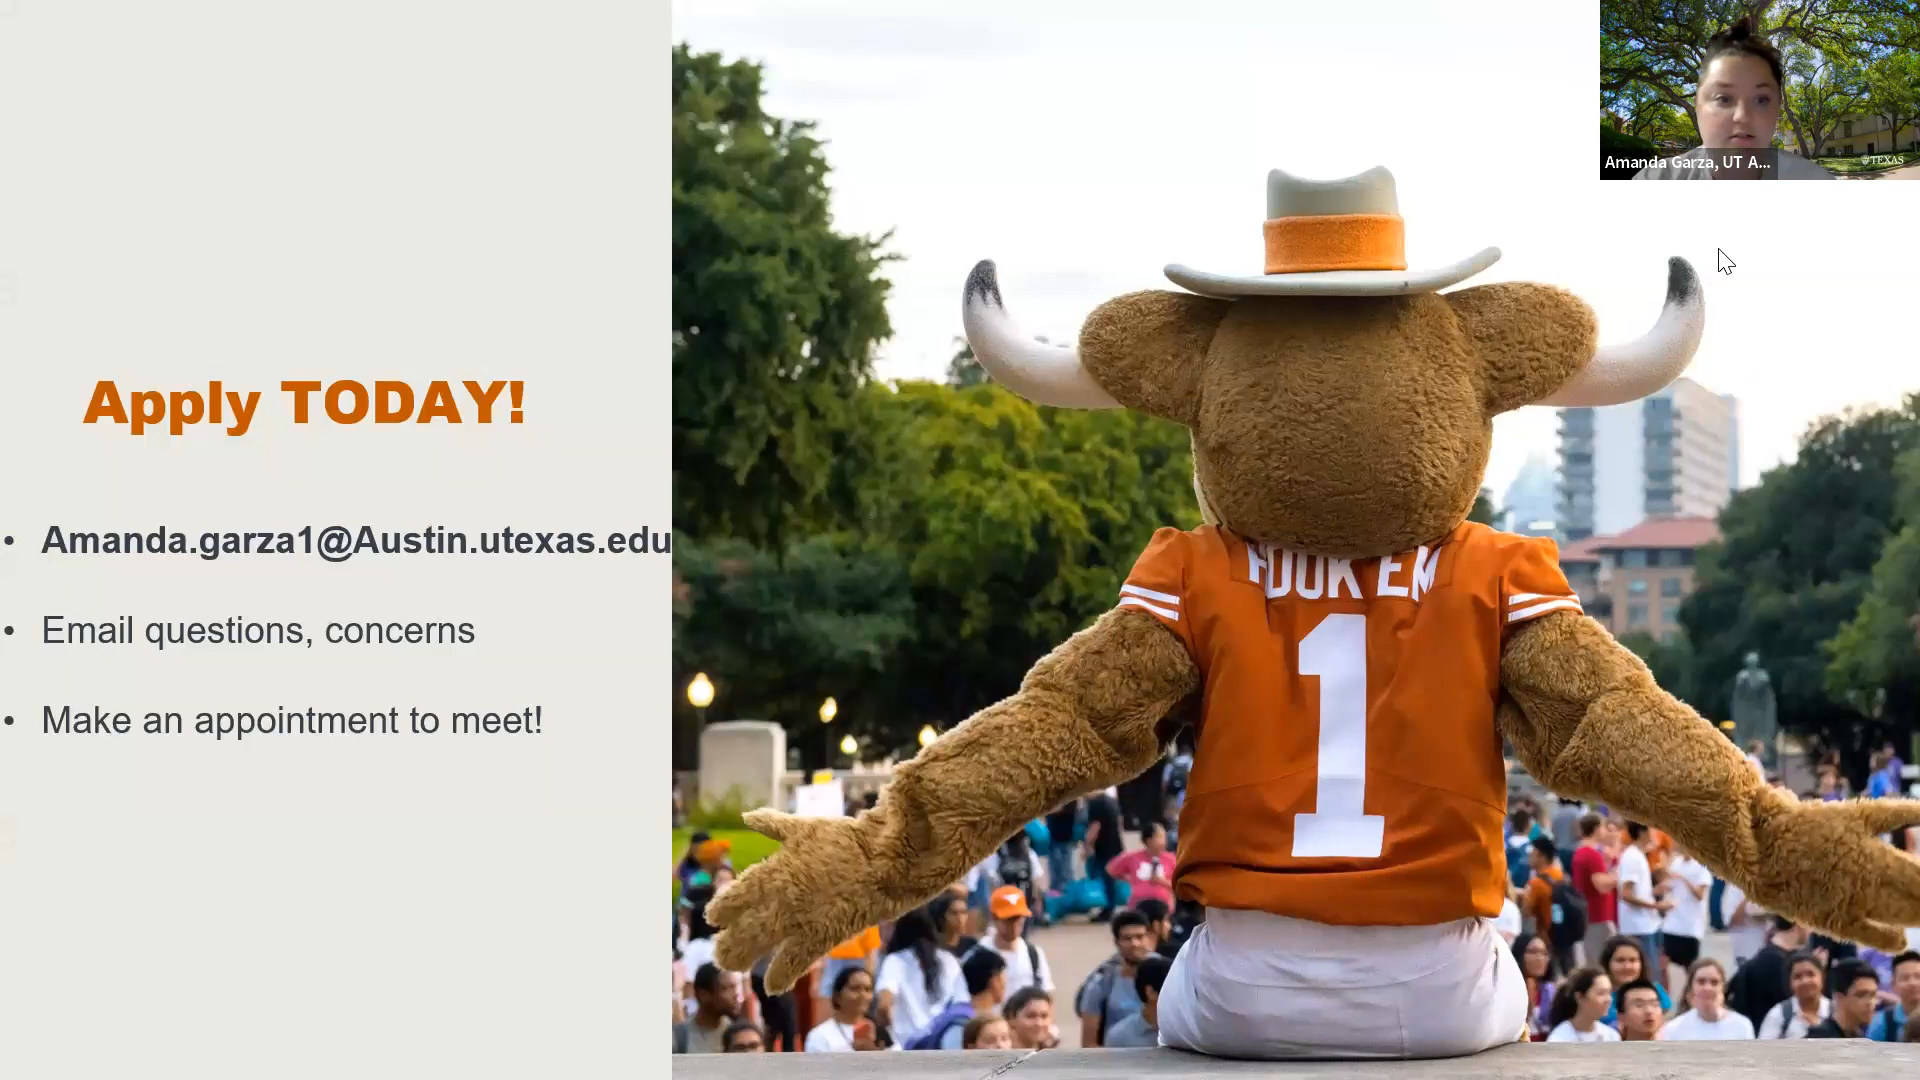 Amanda Garza, UT A...
TEXAS
Apply TODAY!
• Amanda.garza1@Austin.utexas.edu
• Email questions, concerns
• Make an appointment to meet!
HOOK 'EM
1